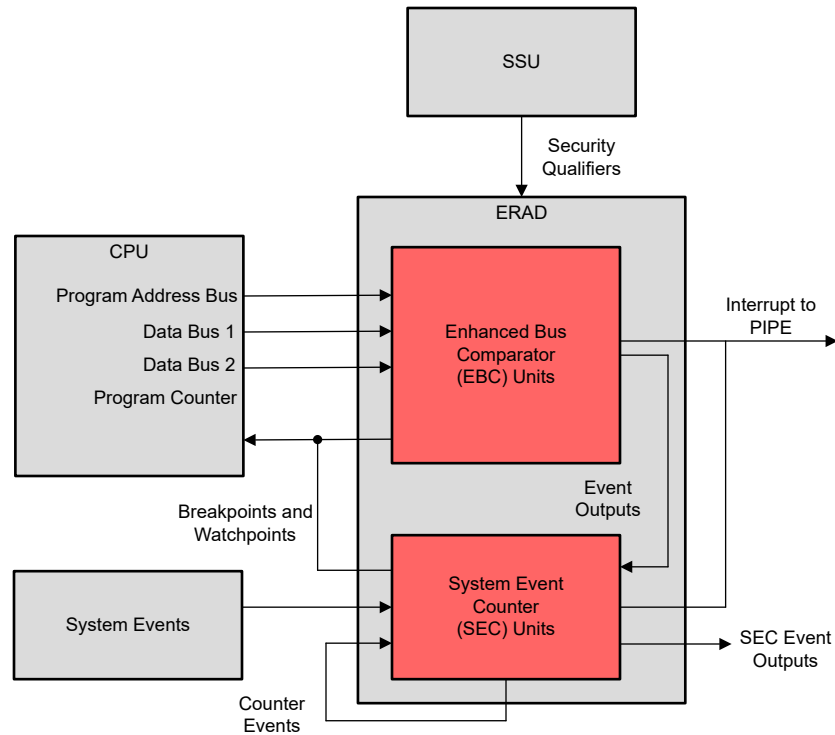 SSU
Security
Qualifiers
ERAD
CPU
Program Address Bus
Data Bus 1
Data Bus 2
Program Counter
Enhanced Bus
Comparator
(EBC) Units
Interrupt to
PIPE
Event
Outputs
Breakpoints and
Watchpoints
System Events
System Event
Counter
(SEC) Units
SEC Event
Outputs
Counter
Events